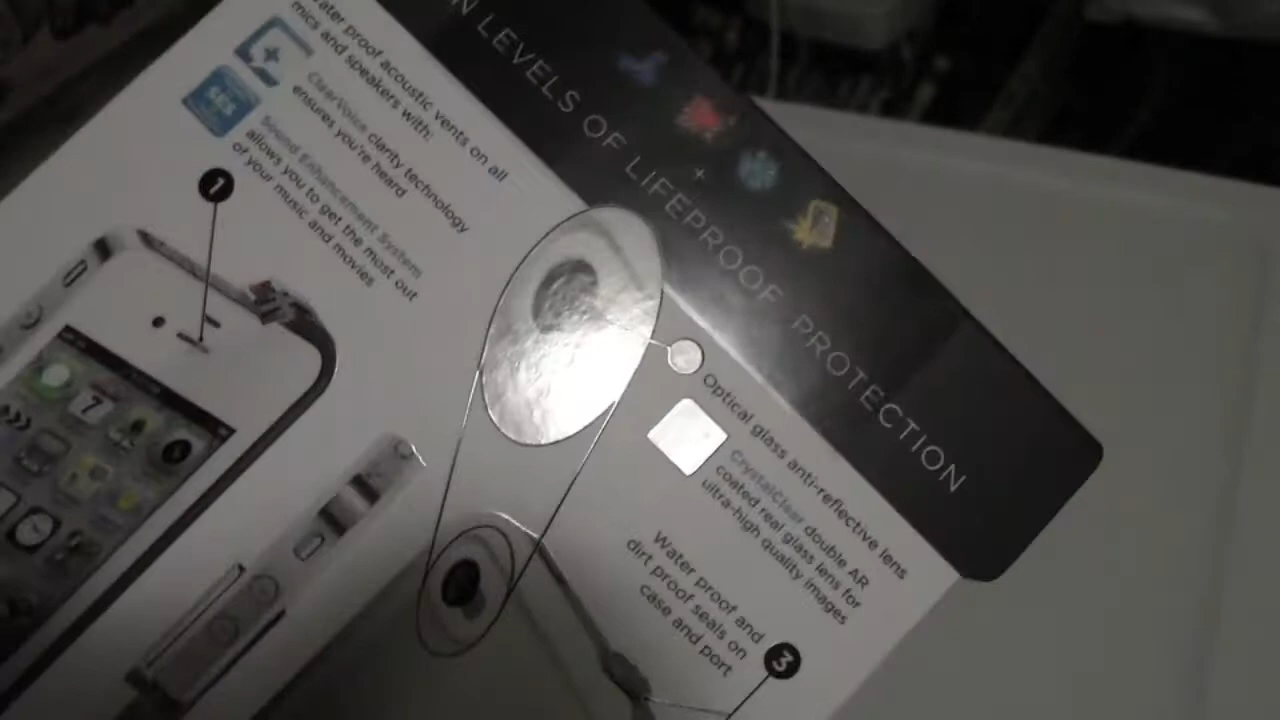 LEVELS OF LIFEPROOF PROTECTION
+
water proof acoustic vents on all
mics and speakers with:
ClearVoice clarity technology
ensures you're heard
SES
Sound Enhancement System
allows you to get the most out
of your music and movies
1
7
Optical glass anti-reflective lens
CrystalClear double AR
coated real glass lens for
ultra-high quality images
Water proof and
dirt proof seals on
case and port
3